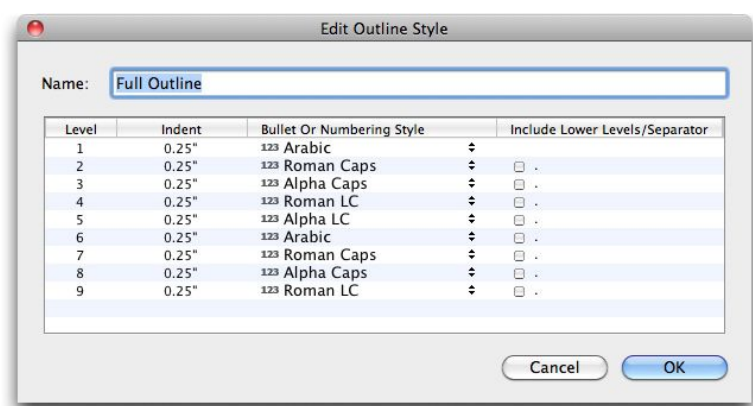 Edit Outline Style
Name: Full Outline
Level Indent Bullet Or Numbering Style Include Lower Levels/Separator
1 0.25" 123 Arabic
2 0.25" 123 Roman Caps .
3 0.25" 123 Alpha Caps .
4 0.25" 123 Roman LC .
5 0.25" 123 Alpha LC .
6 0.25" 123 Arabic .
7 0.25" 123 Roman Caps .
8 0.25" 123 Alpha Caps .
9 0.25" 123 Roman LC .
Cancel OK